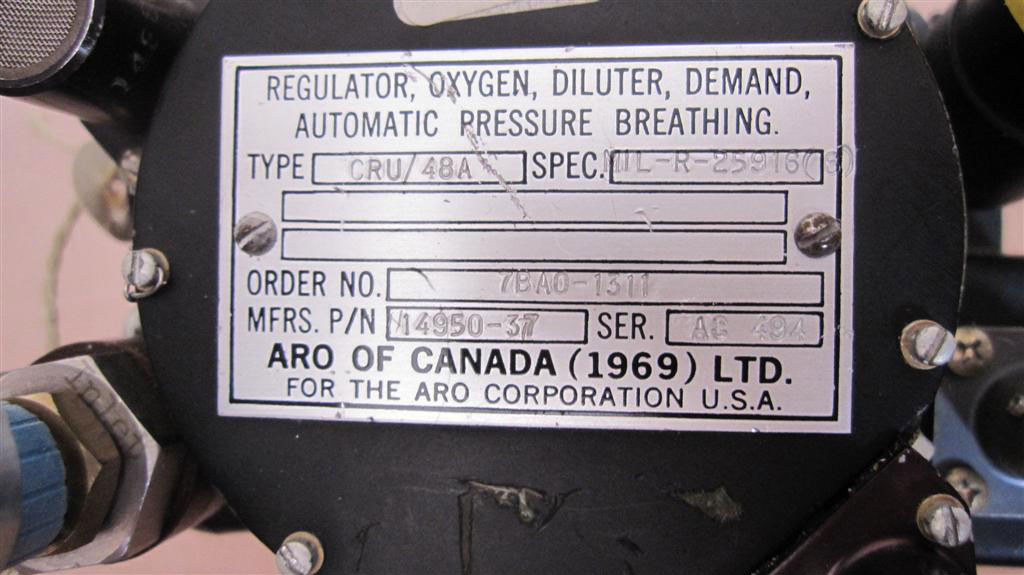 REGULATOR, OXYGEN, DILUTER, DEMAND,
AUTOMATIC PRESSURE BREATHING.
TYPE CRU/48A SPEC. MIL-R-25916(B)
ORDER NO. 7BA0-1311
MFRS. P/N 14950-37 SER. AG 494
ARO OF CANADA (1969) LTD.
FOR THE ARO CORPORATION U.S.A.
Inlet